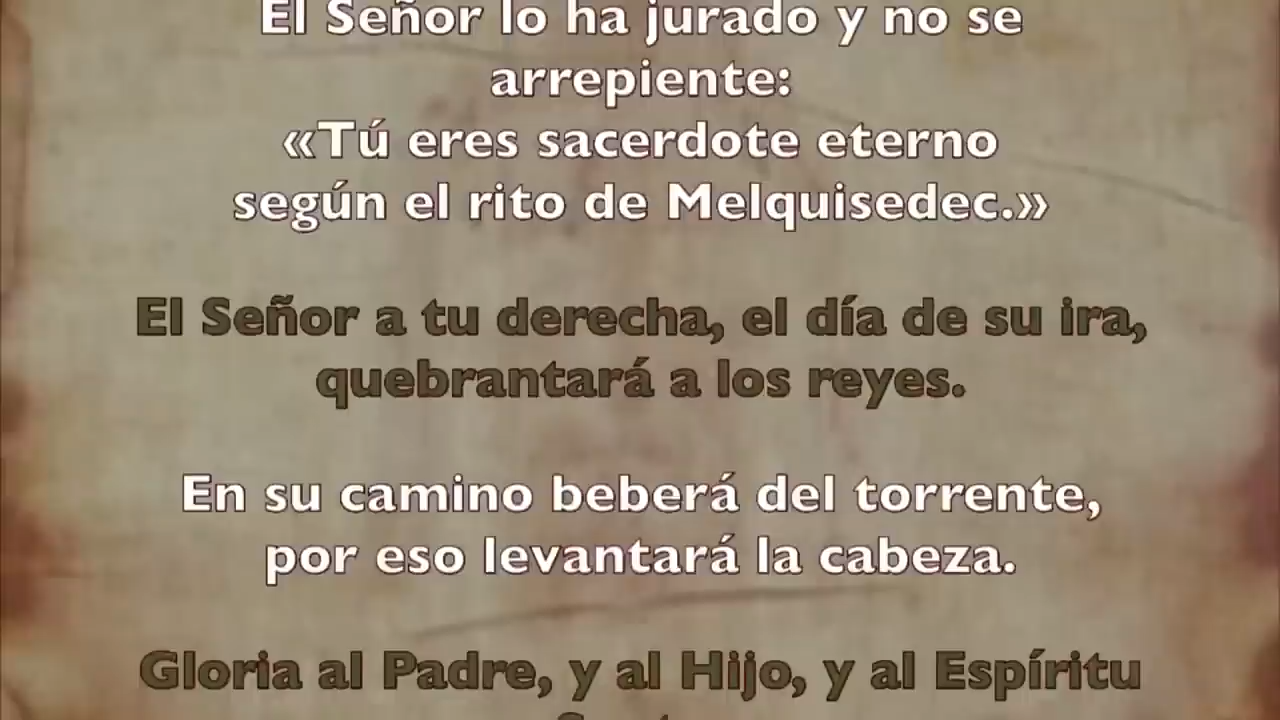 El Señor lo ha jurado y no se
arrepiente:
«Tú eres sacerdote eterno
según el rito de Melquisedec.»
El Señor a tu derecha, el día de su ira,
quebrantará a los reyes.
En su camino beberá del torrente,
por eso levantará la cabeza.
Gloria al Padre, y al Hijo, y al Espíritu